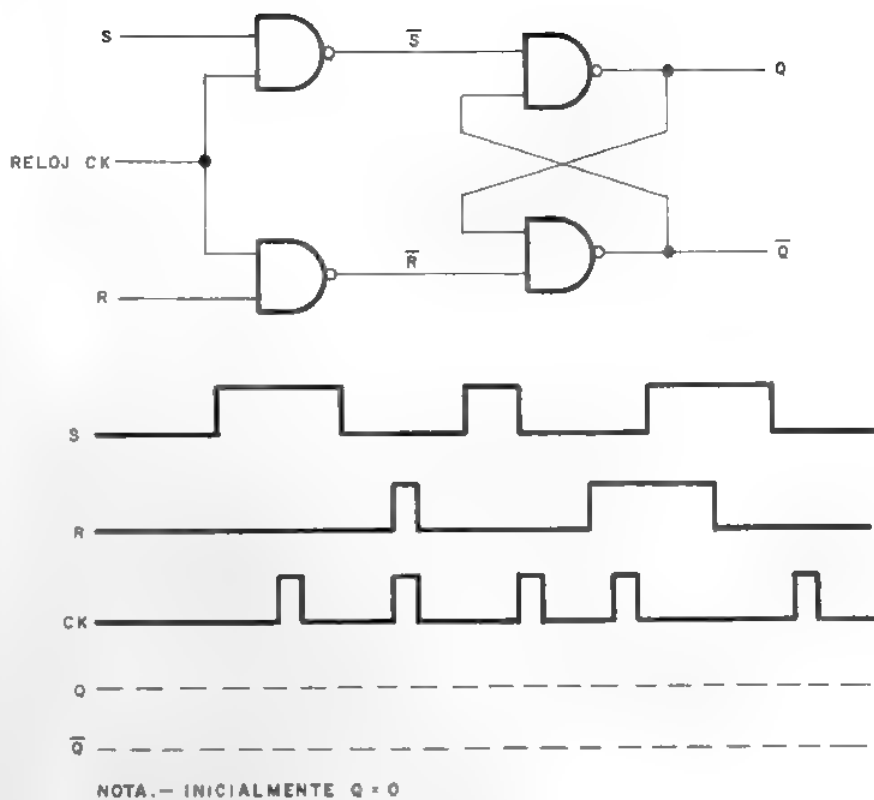 S
S̅
Q
RELOJ CK
R̅
Q̅
R
S
R
CK
Q
Q̅
NOTA.- INICIALMENTE Q = 0